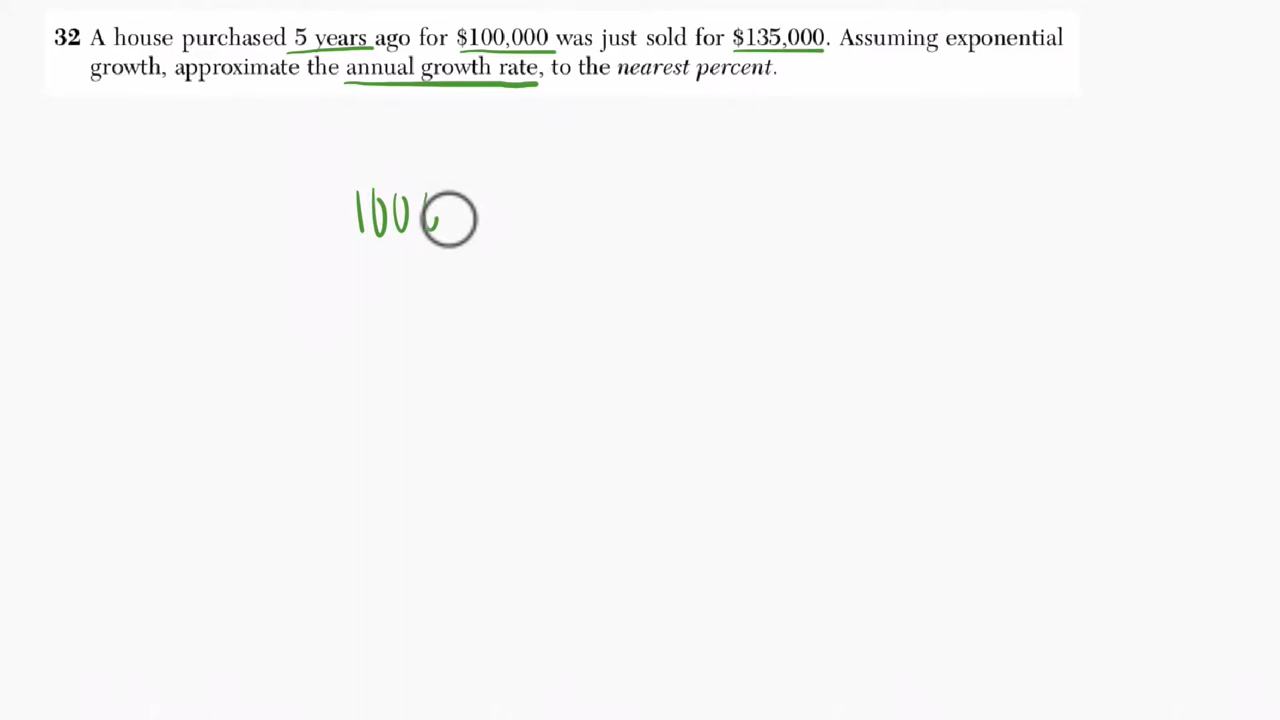 32 A house purchased 5 years ago for $100,000 was just sold for $135,000. Assuming exponential
growth, approximate the annual growth rate, to the nearest percent.
1000